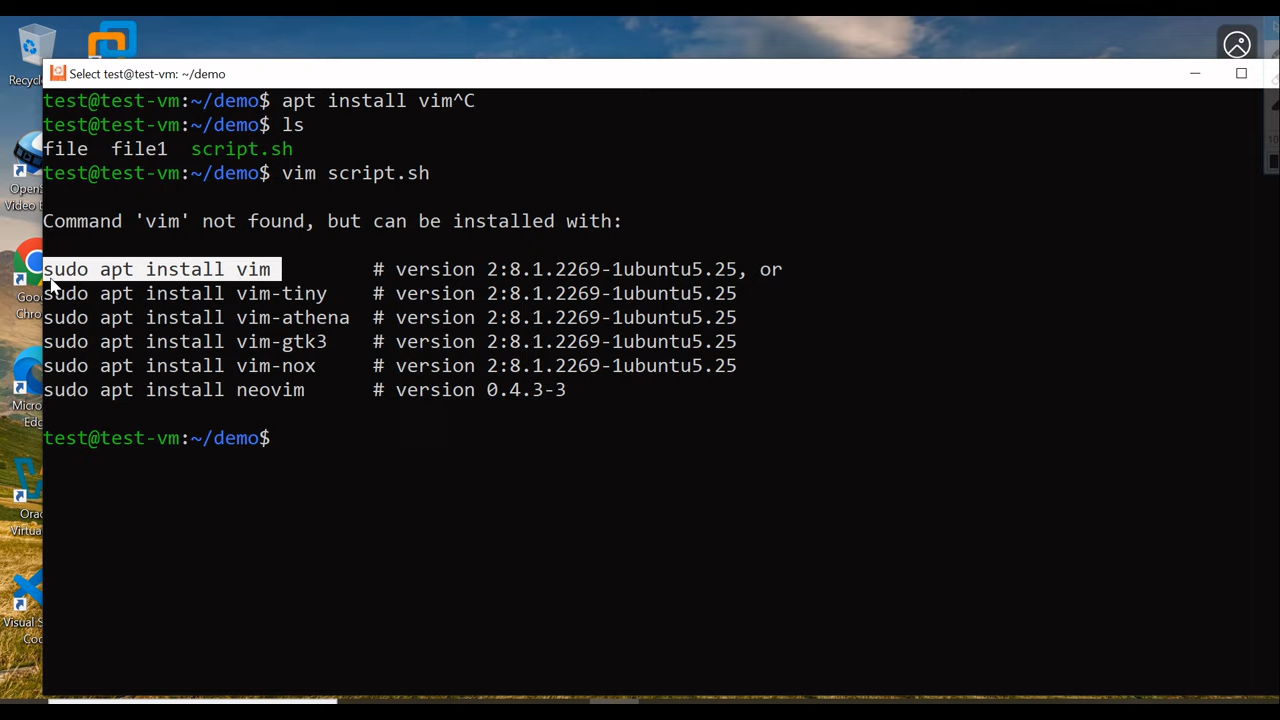 Recycl
Select test@test-vm: ~/demo
test@test-vm:~/demo$ apt install vim^C
test@test-vm:~/demo$ ls
file  file1  script.sh
test@test-vm:~/demo$ vim script.sh
Command 'vim' not found, but can be installed with:
sudo apt install vim         # version 2:8.1.2269-1ubuntu5.25, or
sudo apt install vim-tiny    # version 2:8.1.2269-1ubuntu5.25
sudo apt install vim-athena  # version 2:8.1.2269-1ubuntu5.25
sudo apt install vim-gtk3    # version 2:8.1.2269-1ubuntu5.25
sudo apt install vim-nox     # version 2:8.1.2269-1ubuntu5.25
sudo apt install neovim      # version 0.4.3-3
test@test-vm:~/demo$
OpenS
Video E
Goo
Chro
Micro
Ed
Orac
Virtua
Visual S
Coc